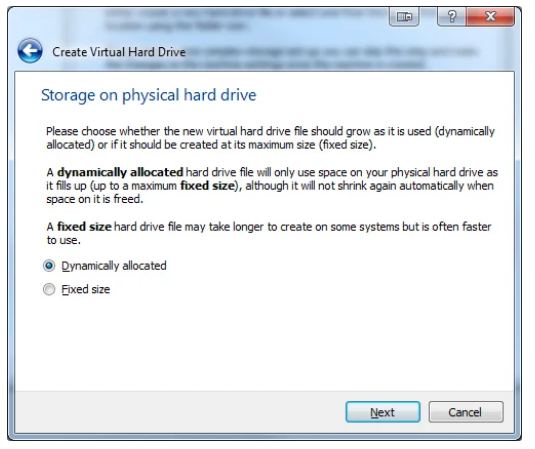 Create Virtual Hard Drive
Storage on physical hard drive
Please choose whether the new virtual hard drive file should grow as it is used (dynamically
allocated) or if it should be created at its maximum size (fixed size).
A dynamically allocated hard drive file will only use space on your physical hard drive as
it fills up (up to a maximum fixed size), although it will not shrink again automatically when
space on it is freed.
A fixed size hard drive file may take longer to create on some systems but is often faster
to use.
Dynamically allocated
Fixed size
Next Cancel